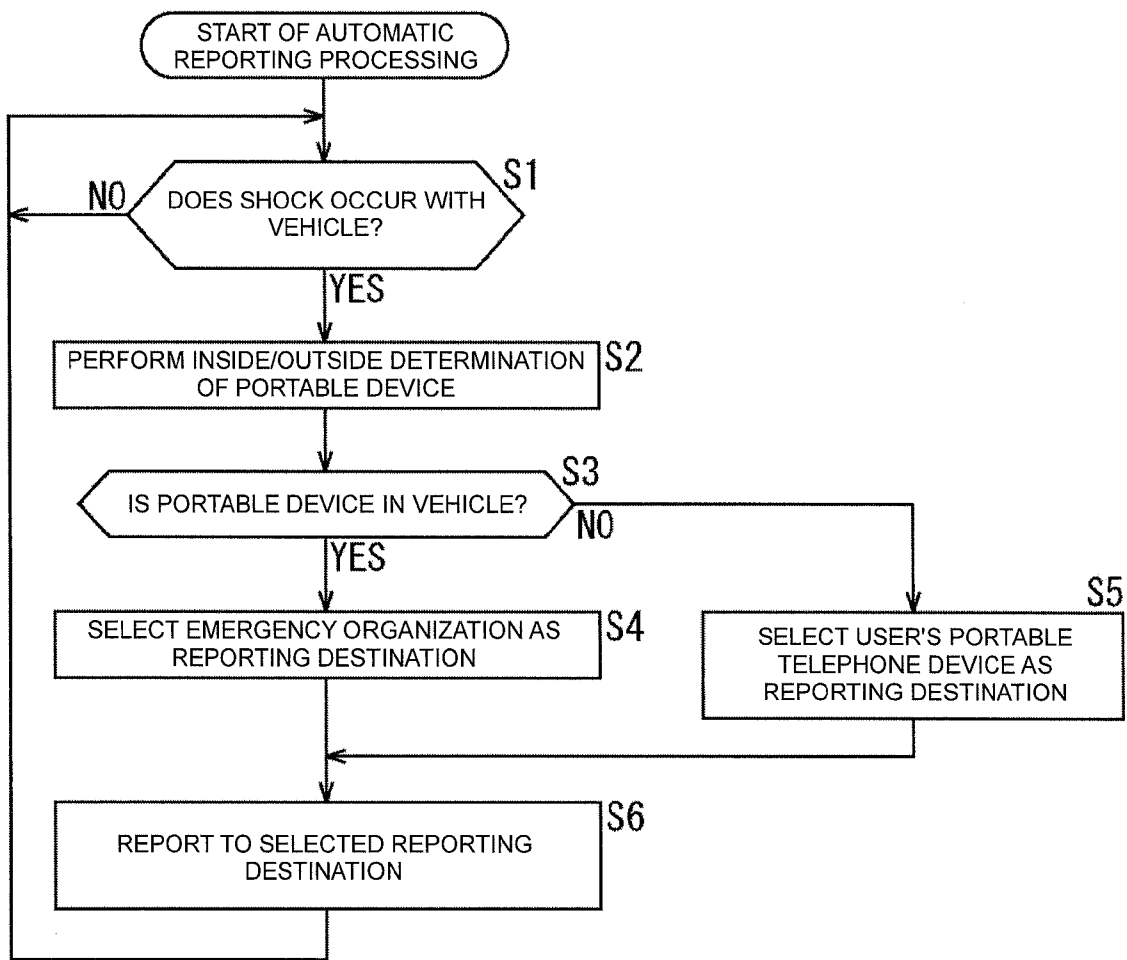 START OF AUTOMATIC
REPORTING PROCESSING
S1
NO
DOES SHOCK OCCUR WITH
VEHICLE?
YES
PERFORM INSIDE/OUTSIDE DETERMINATION
OF PORTABLE DEVICE
S2
S3
IS PORTABLE DEVICE IN VEHICLE?
NO
YES
SELECT EMERGENCY ORGANIZATION AS
REPORTING DESTINATION
S4
S5
SELECT USER'S PORTABLE
TELEPHONE DEVICE AS
REPORTING DESTINATION
S6
REPORT TO SELECTED REPORTING
DESTINATION